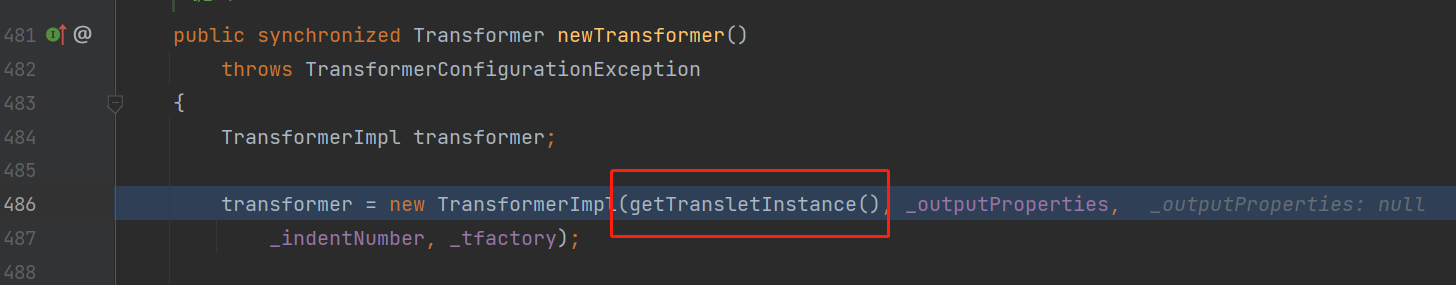 481 @ public synchronized Transformer newTransformer()
482 throws TransformerConfigurationException
483 {
484 TransformerImpl transformer;
485
486 transformer = new TransformerImpl(getTransletInstance(), _outputProperties, _outputProperties: null
487 _indentNumber, _tfactory);
488